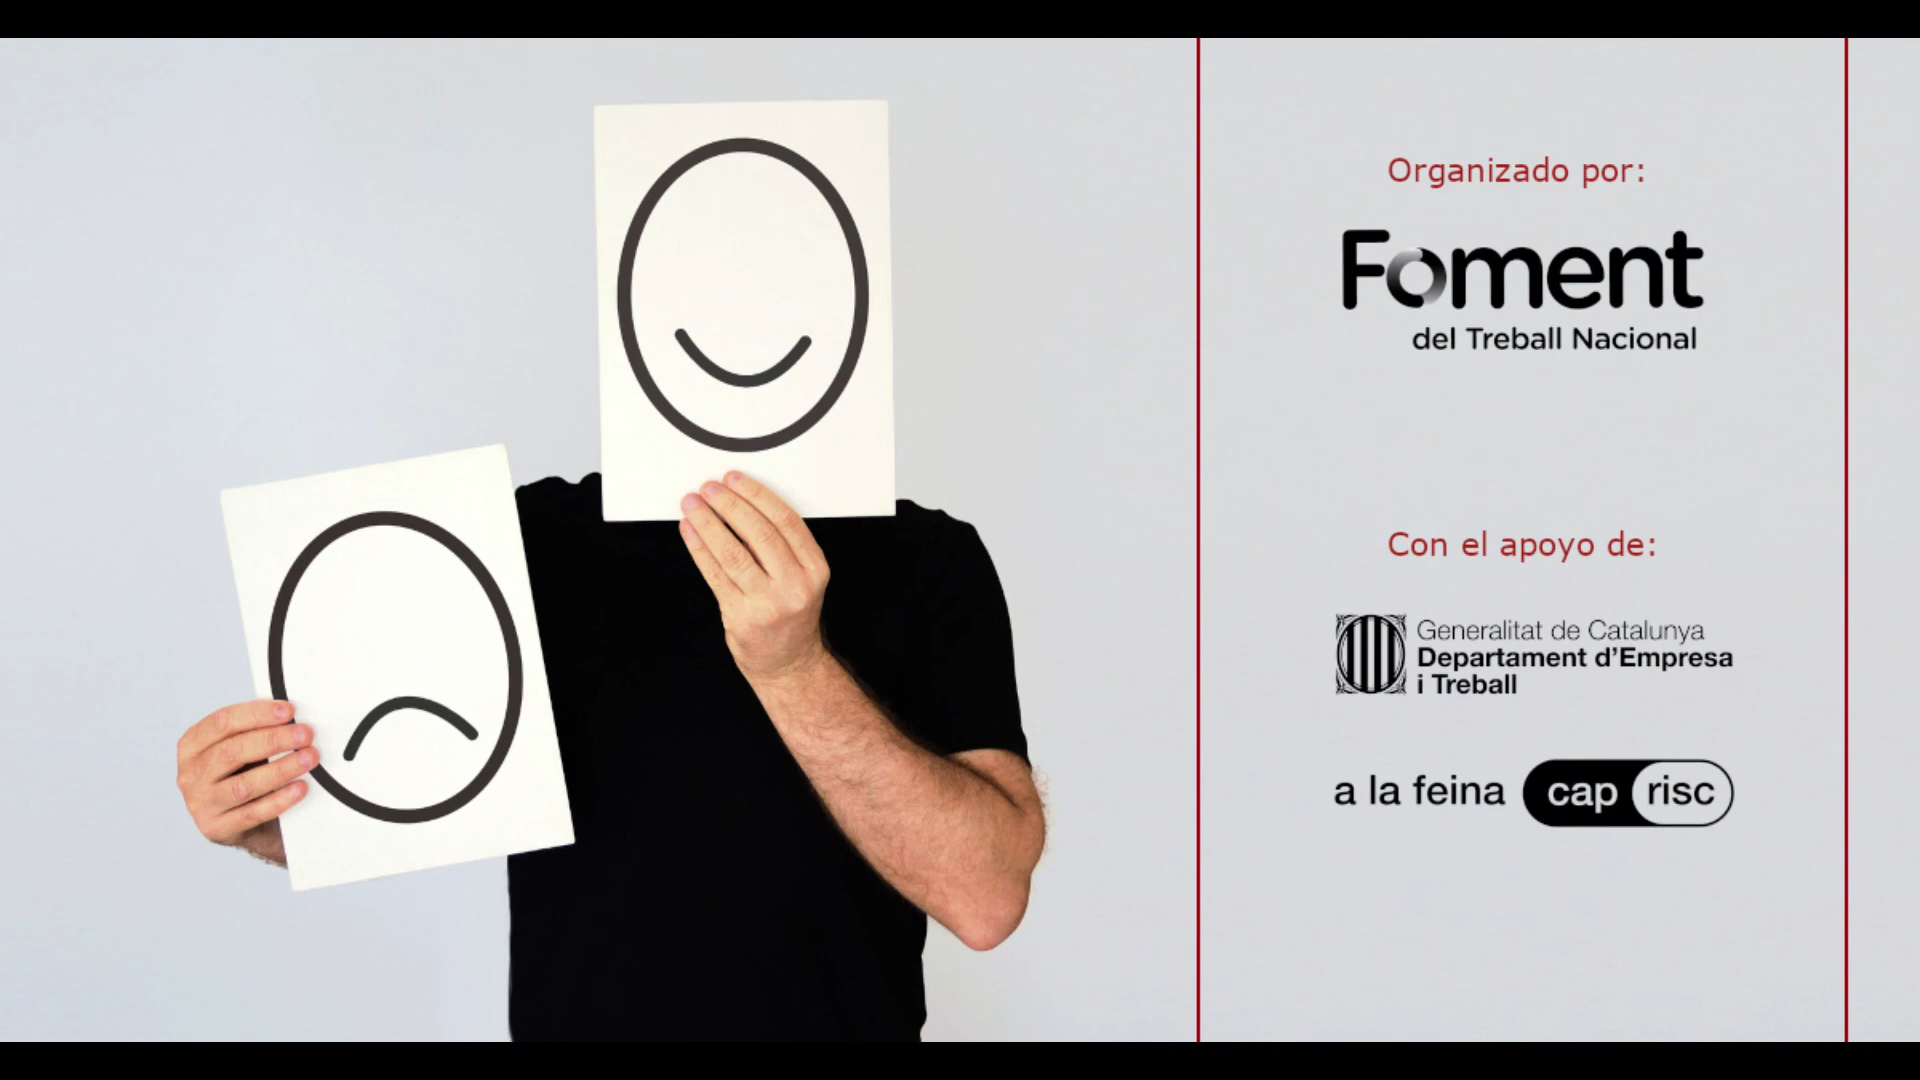 Organizado por:
Foment
del Treball Nacional
Con el apoyo de:
Generalitat de Catalunya
Departament d'Empresa
i Treball
a la feina cap risc